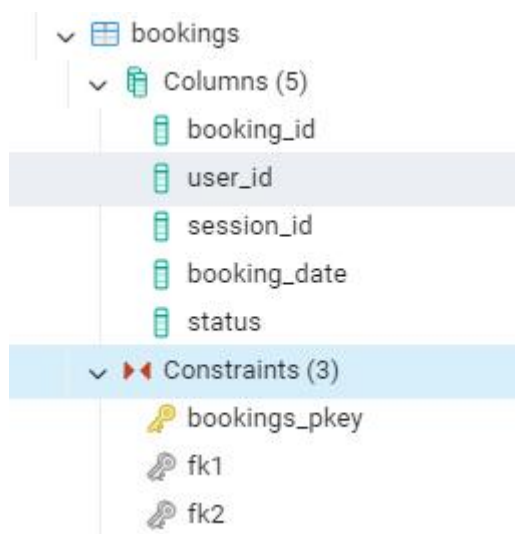 bookings
Columns (5)
booking_id
user_id
session_id
booking_date
status
Constraints (3)
bookings_pkey
fk1
fk2